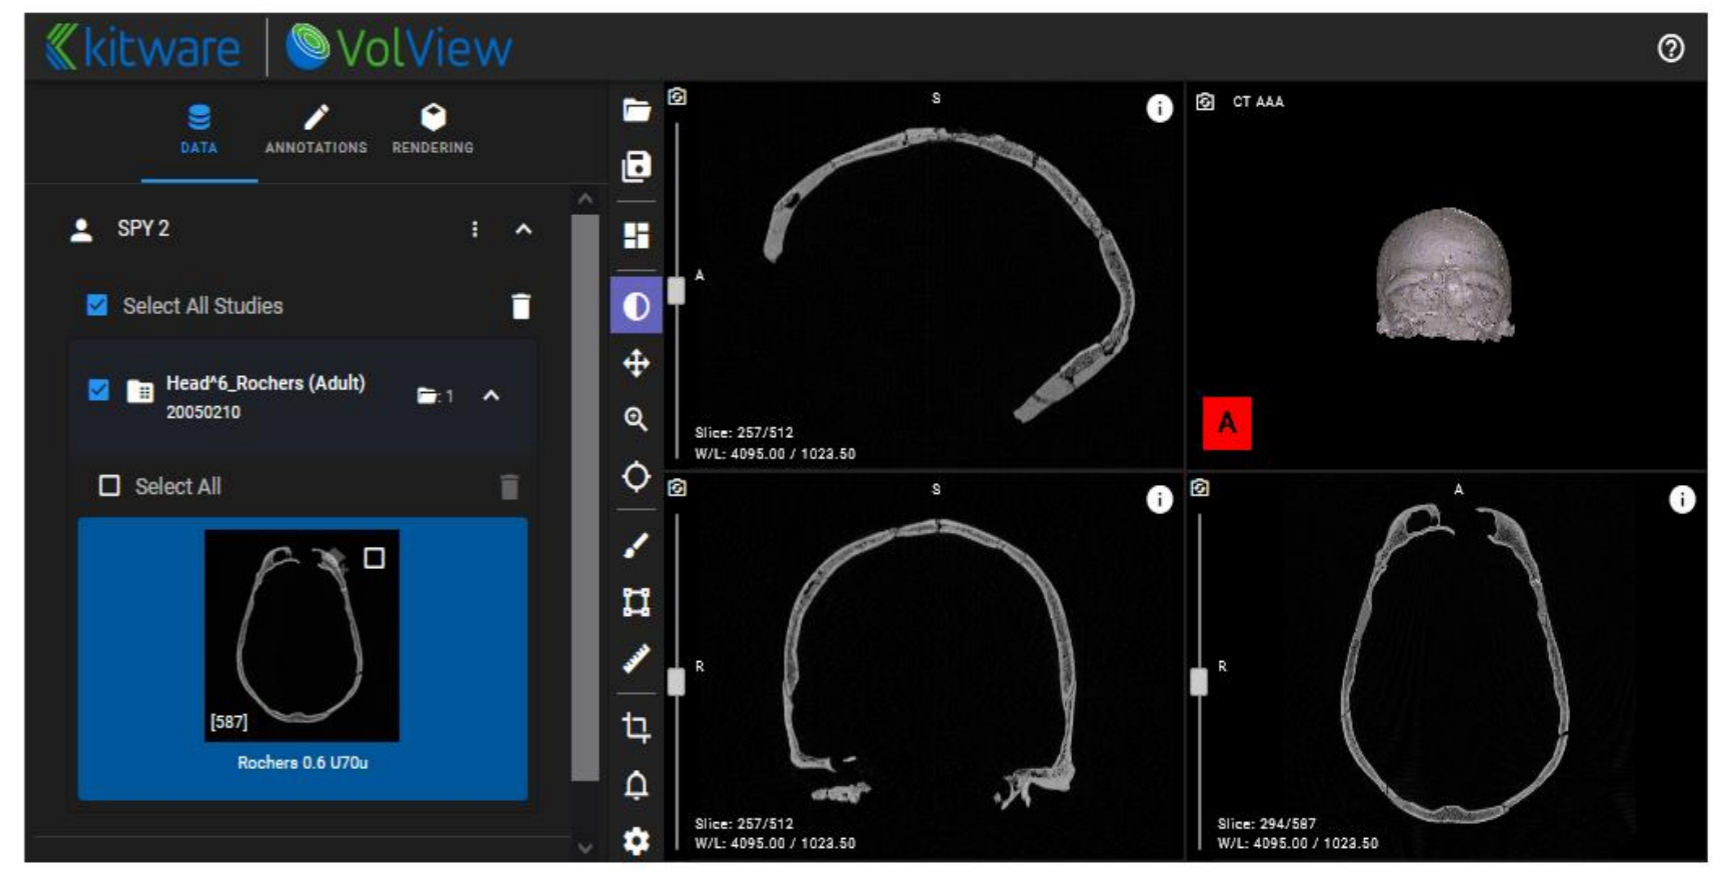 kitware | VolView
DATA
ANNOTATIONS
RENDERING
SPY 2
Select All Studies
Head^6_Rochers (Adult)
20050210
: 1
Select All
[587]
Rochers 0.6 U70u
S
i
A
Slice: 257/512
W/L: 4095.00 / 1023.50
CT AAA
A
S
i
R
Slice: 257/512
W/L: 4095.00 / 1023.50
A
i
R
Slice: 294/587
W/L: 4095.00 / 1023.50